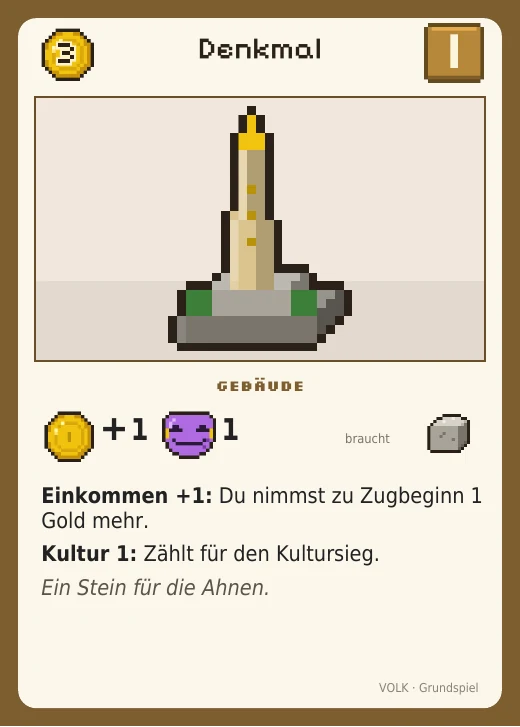 3 Denkmal I
GEBÄUDE
+1 1 braucht
Einkommen +1: Du nimmst zu Zugbeginn 1
Gold mehr.
Kultur 1: Zählt für den Kultursieg.
Ein Stein für die Ahnen.
VOLK · Grundspiel